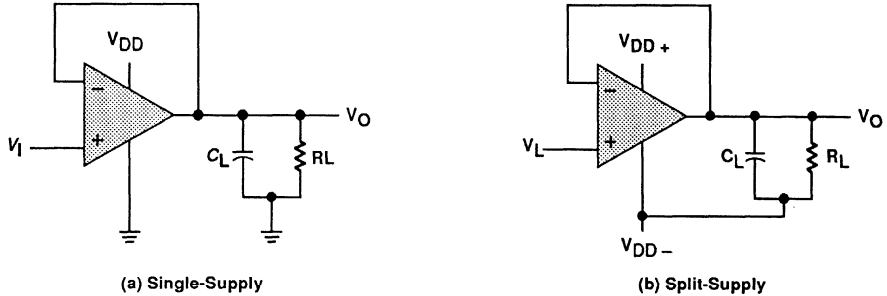 VDD
−
+
VI
CL
RL
VO
(a) Single-Supply
VDD+
−
+
VL
CL
RL
VO
VDD−
(b) Split-Supply